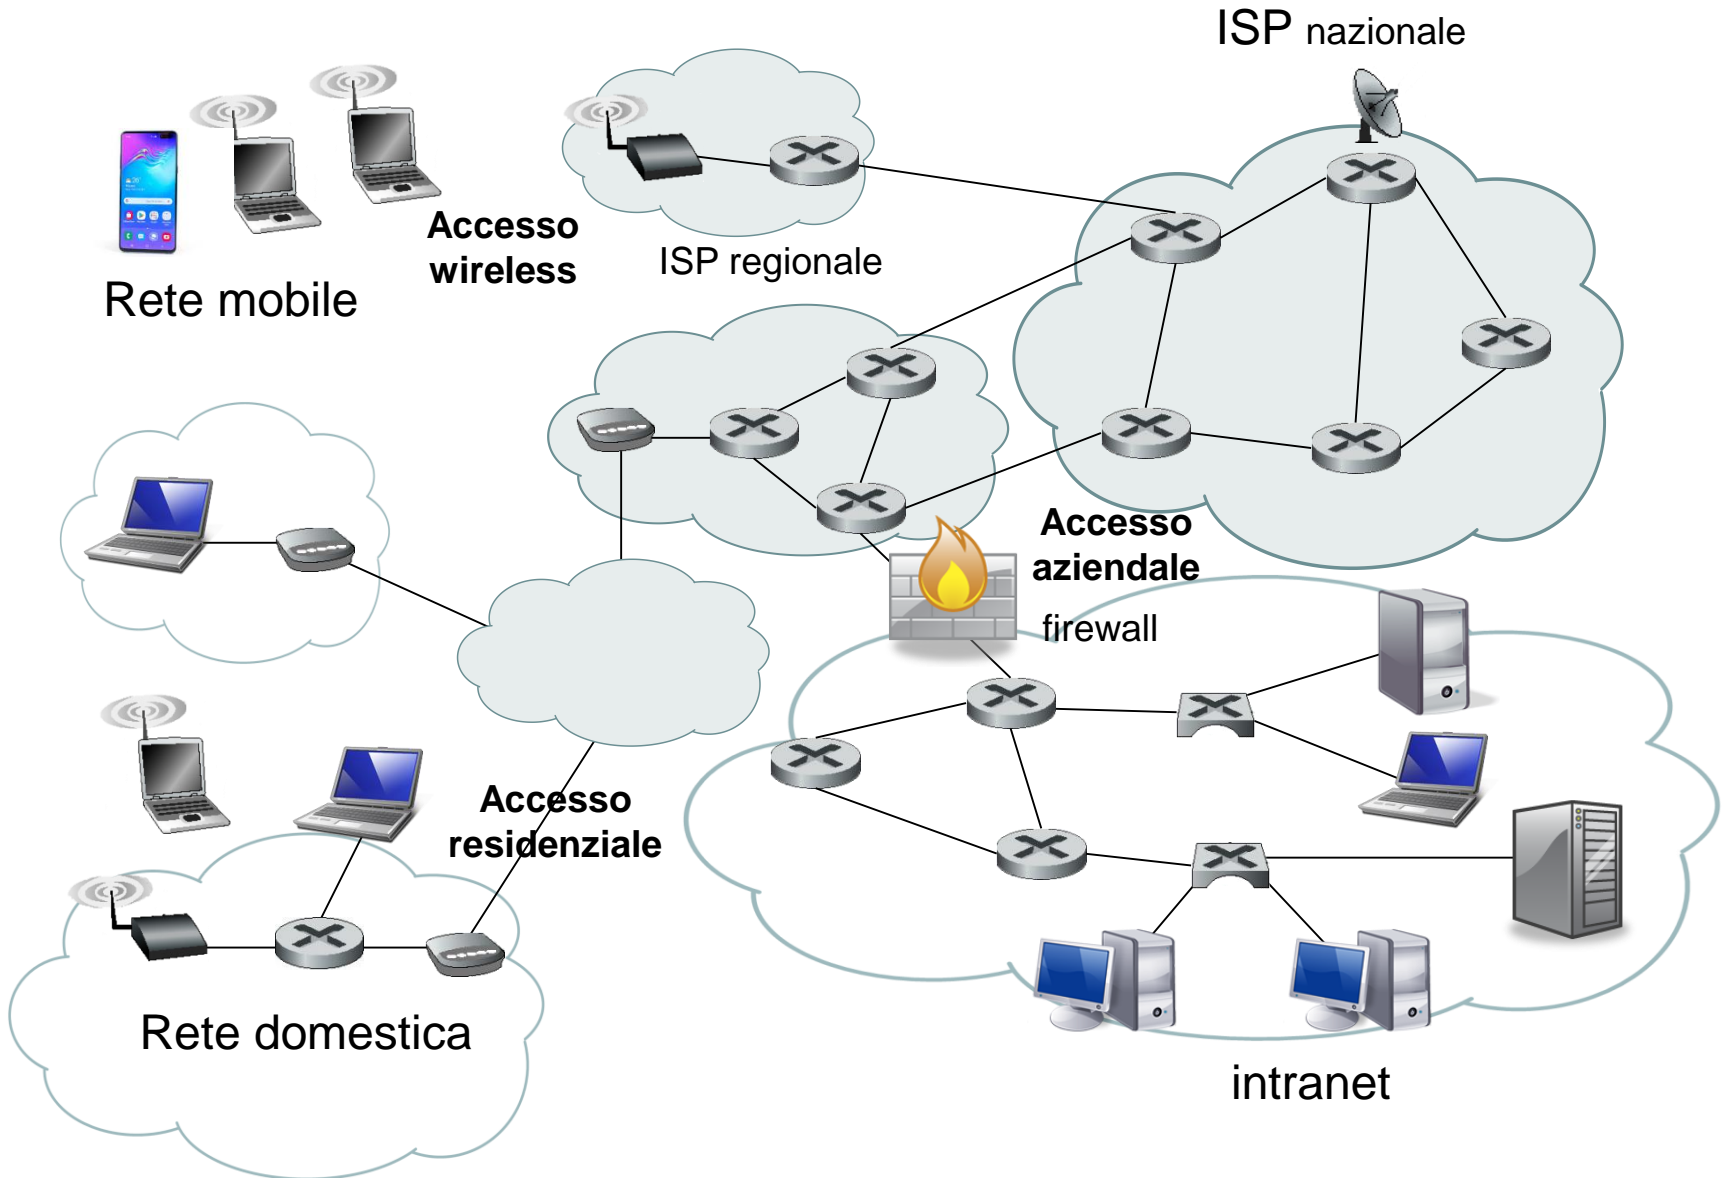 ISP nazionale
Accesso
wireless
ISP regionale
Rete mobile
Accesso
aziendale
firewall
Accesso
residenziale
Rete domestica
intranet